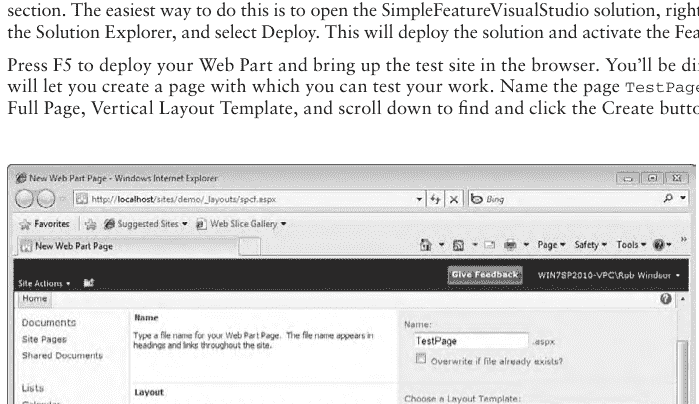 section. The easiest way to do this is to open the SimpleFeatureVisualStudio solution, right
the Solution Explorer, and select Deploy. This will deploy the solution and activate the Fea
Press F5 to deploy your Web Part and bring up the test site in the browser. You'll be di
will let you create a page with which you can test your work. Name the page TestPage
Full Page, Vertical Layout Template, and scroll down to find and click the Create butto
New Web Part Page - Windows Internet Explorer
http://localhost/sites/demo/_layouts/spcf.aspx
Bing
Favorites Suggested Sites Web Slice Gallery
New Web Part Page
Page Safety Tools
Site Actions
Give Feedback WIN7SP2010-VPC\Rob Windsor
Home
Documents
Site Pages
Shared Documents
Lists
Calendar
Name
Type a file name for your Web Part Page. The file name appears in
headings and links throughout the site.
Layout
Name:
TestPage .aspx
Overwrite if file already exists?
Choose a Layout Template: